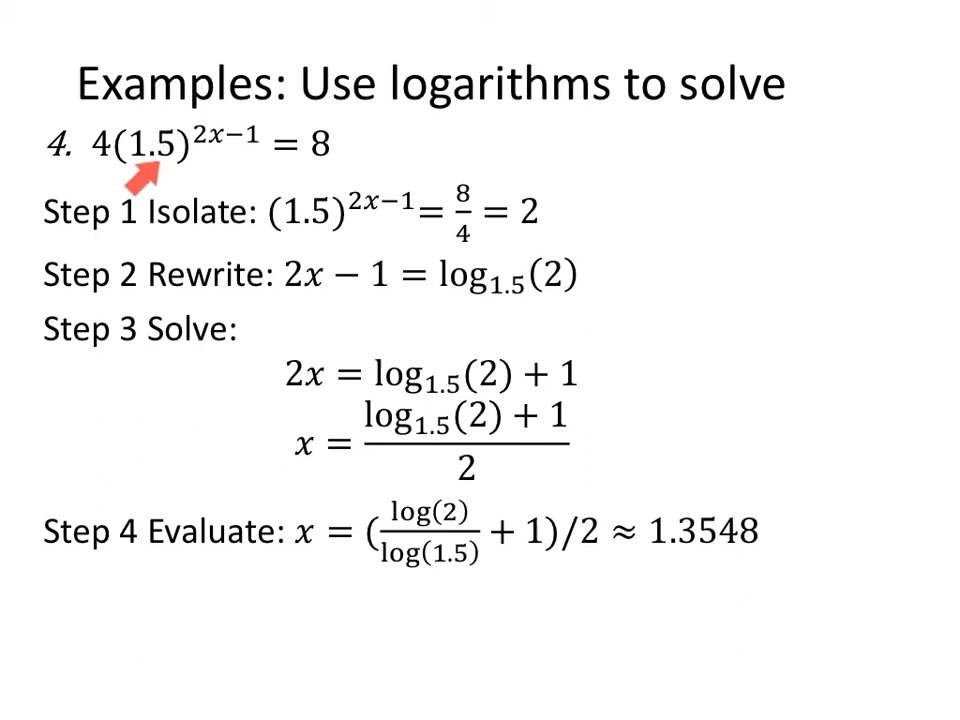 Examples: Use logarithms to solve
4. 4(1.5)^{2x−1} = 8
Step 1 Isolate: (1.5)^{2x−1} = \frac{8}{4} = 2
Step 2 Rewrite: 2x − 1 = log_{1.5}(2)
Step 3 Solve:
2x = log_{1.5}(2) + 1
x = \frac{log_{1.5}(2) + 1}{2}
Step 4 Evaluate: x = (\frac{log(2)}{log(1.5)} + 1)/2 ≈ 1.3548